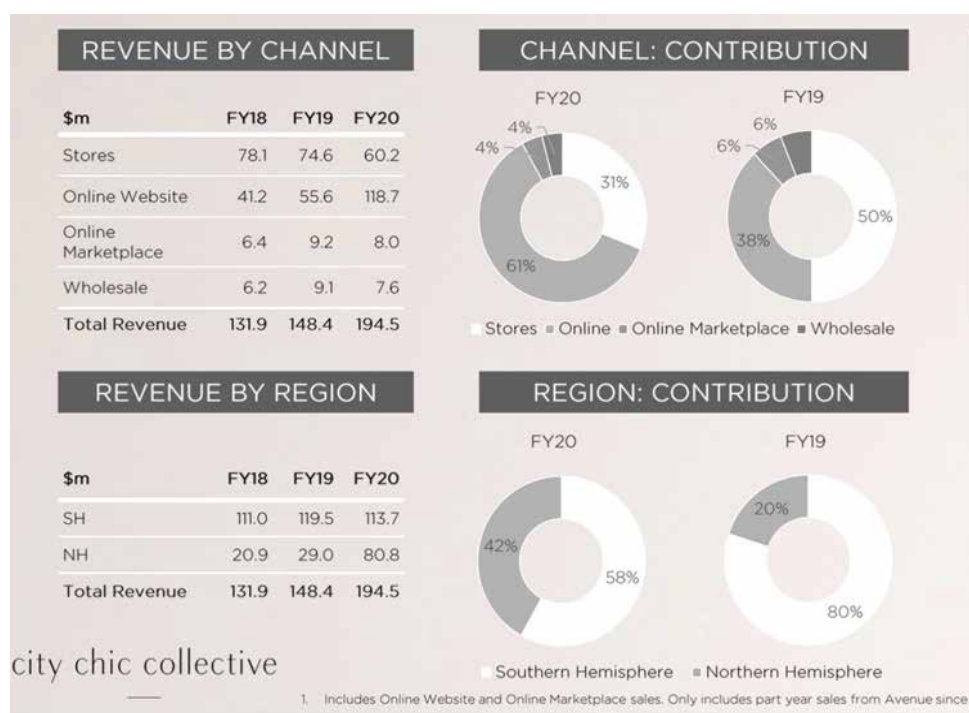 REVENUE BY CHANNEL
$m FY18 FY19 FY20
Stores 78.1 74.6 60.2
Online Website 41.2 55.6 118.7
Online
Marketplace 6.4 9.2 8.0
Wholesale 6.2 9.1 7.6
Total Revenue 131.9 148.4 194.5
CHANNEL: CONTRIBUTION
FY20
4%
4%
31%
61%
FY19
6%
6%
50%
38%
Stores Online Online Marketplace Wholesale
REVENUE BY REGION
$m FY18 FY19 FY20
SH 111.0 119.5 113.7
NH 20.9 29.0 80.8
Total Revenue 131.9 148.4 194.5
REGION: CONTRIBUTION
FY20
42%
58%
FY19
20%
80%
Southern Hemisphere Northern Hemisphere
city chic collective
1. Includes Online Website and Online Marketplace sales. Only includes part year sales from Avenue since